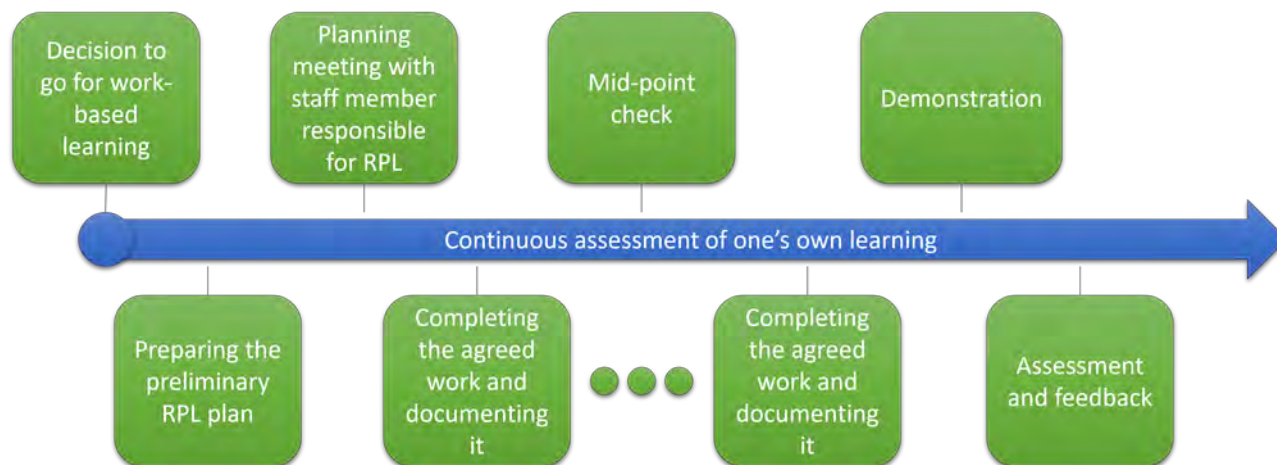 Decision to
go for work-
based
learning
Planning
meeting with
staff member
responsible
for RPL
Mid-point
check
Demonstration
Continuous assessment of one’s own learning
Preparing the
preliminary
RPL plan
Completing
the agreed
work and
documenting
it
Completing
the agreed
work and
documenting
it
Assessment
and feedback